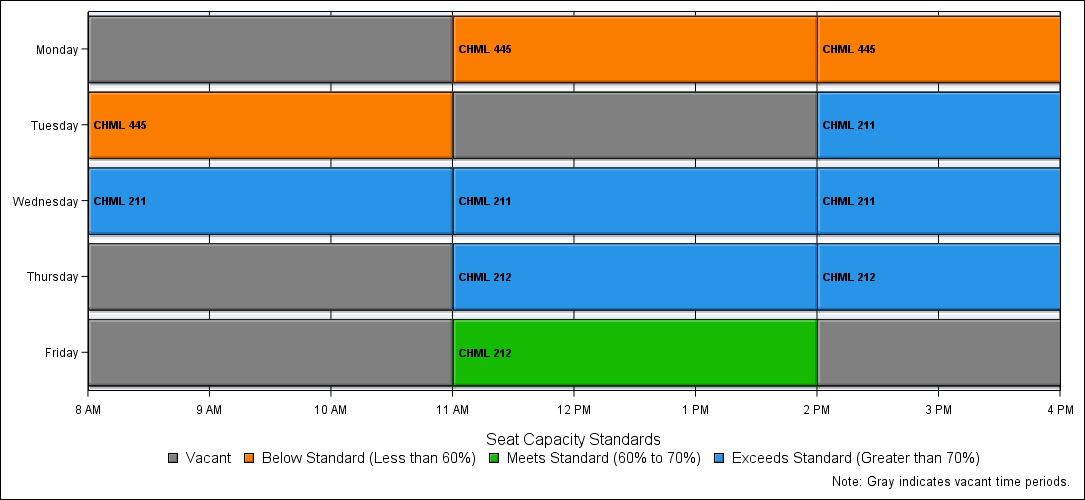 Monday
CHML 445
CHML 445
Tuesday
CHML 445
CHML 211
Wednesday
CHML 211
CHML 211
CHML 211
Thursday
CHML 212
CHML 212
Friday
CHML 212
8 AM 9 AM 10 AM 11 AM 12 PM 1 PM 2 PM 3 PM 4 PM
Seat Capacity Standards
Vacant Below Standard (Less than 60%) Meets Standard (60% to 70%) Exceeds Standard (Greater than 70%)
Note: Gray indicates vacant time periods.